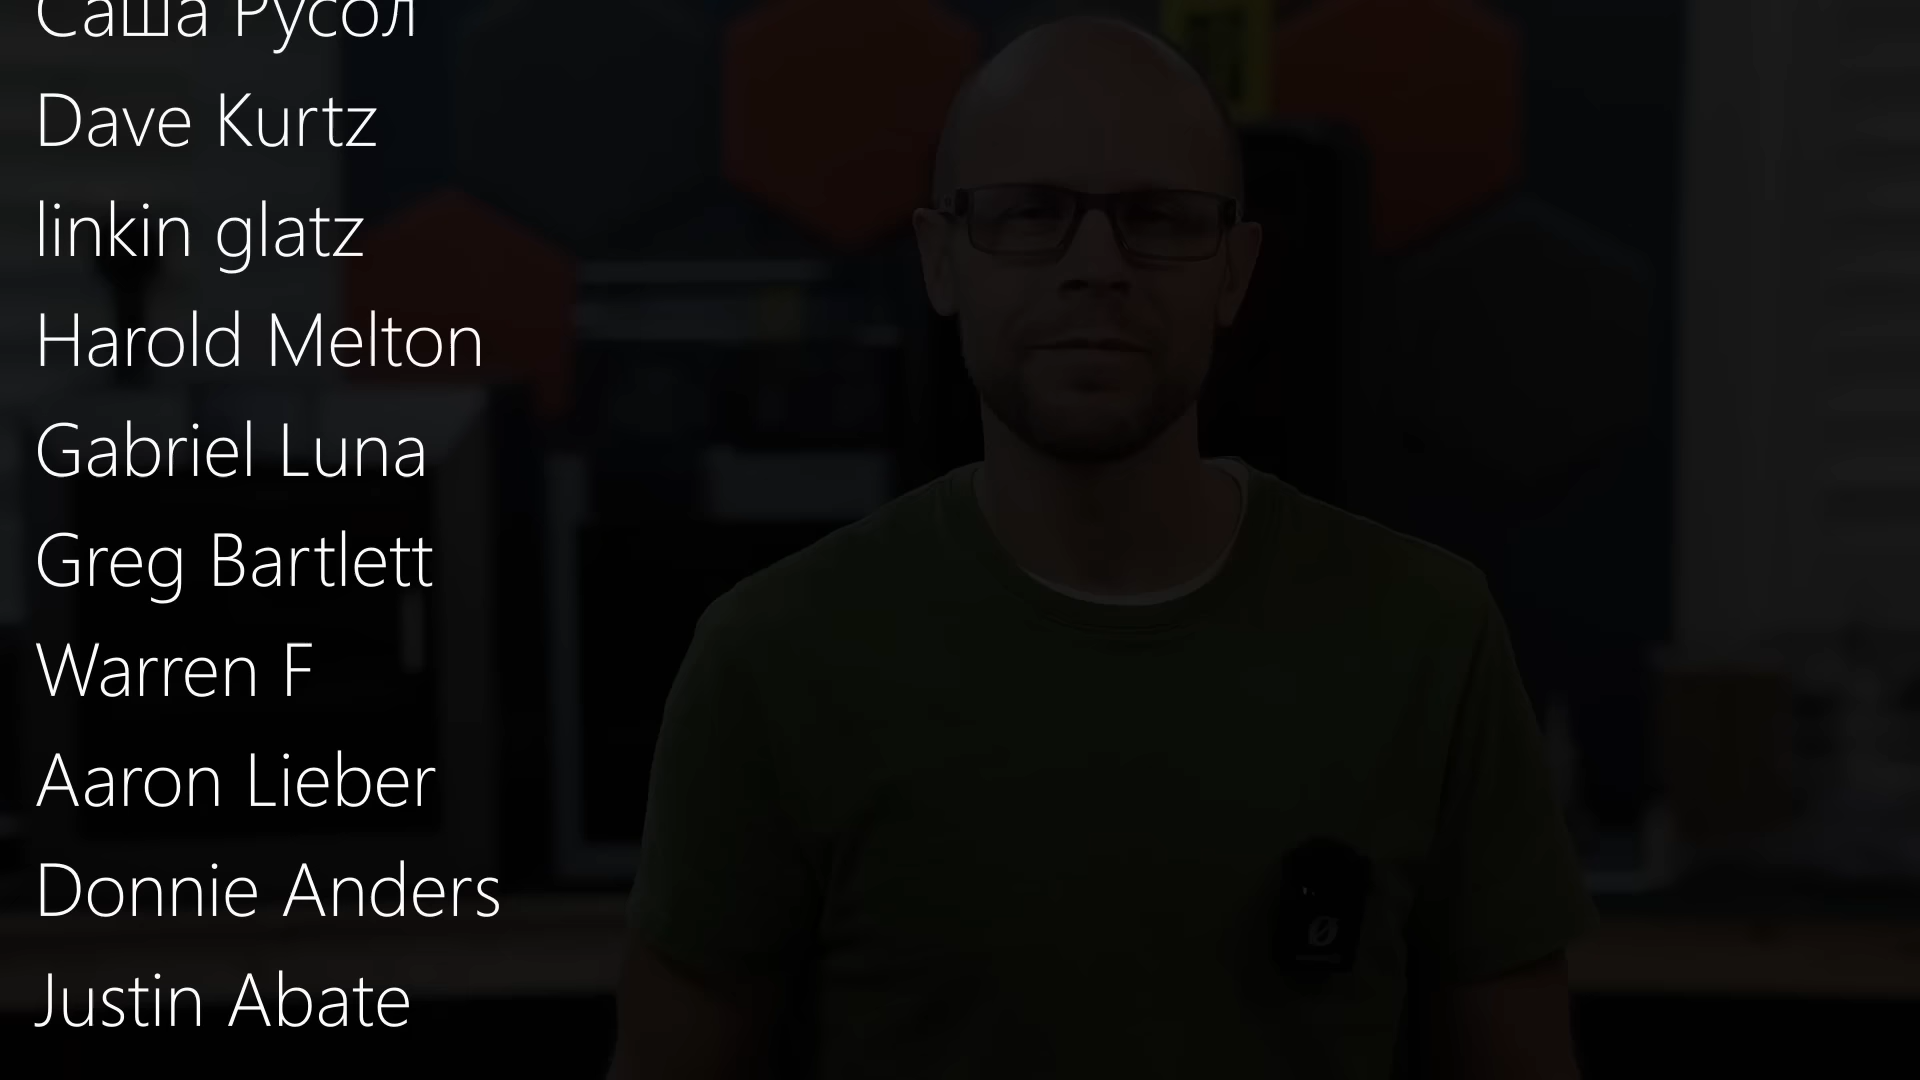 Саша Русол
Dave Kurtz
linkin glatz
Harold Melton
Gabriel Luna
Greg Bartlett
Warren F
Aaron Lieber
Donnie Anders
Justin Abate